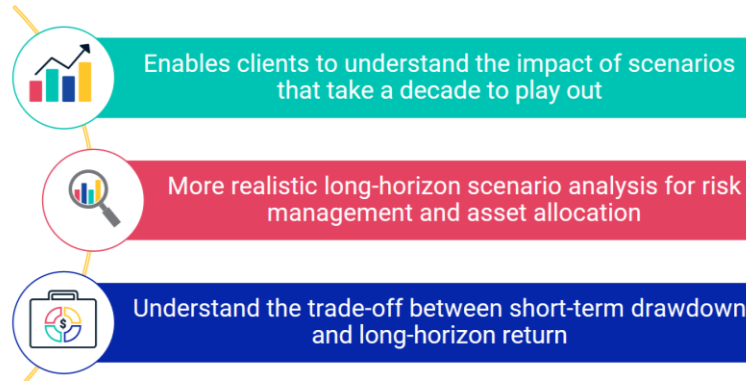 Enables clients to understand the impact of scenarios
that take a decade to play out
More realistic long-horizon scenario analysis for risk
management and asset allocation
$
Understand the trade-off between short-term drawdown
and long-horizon return